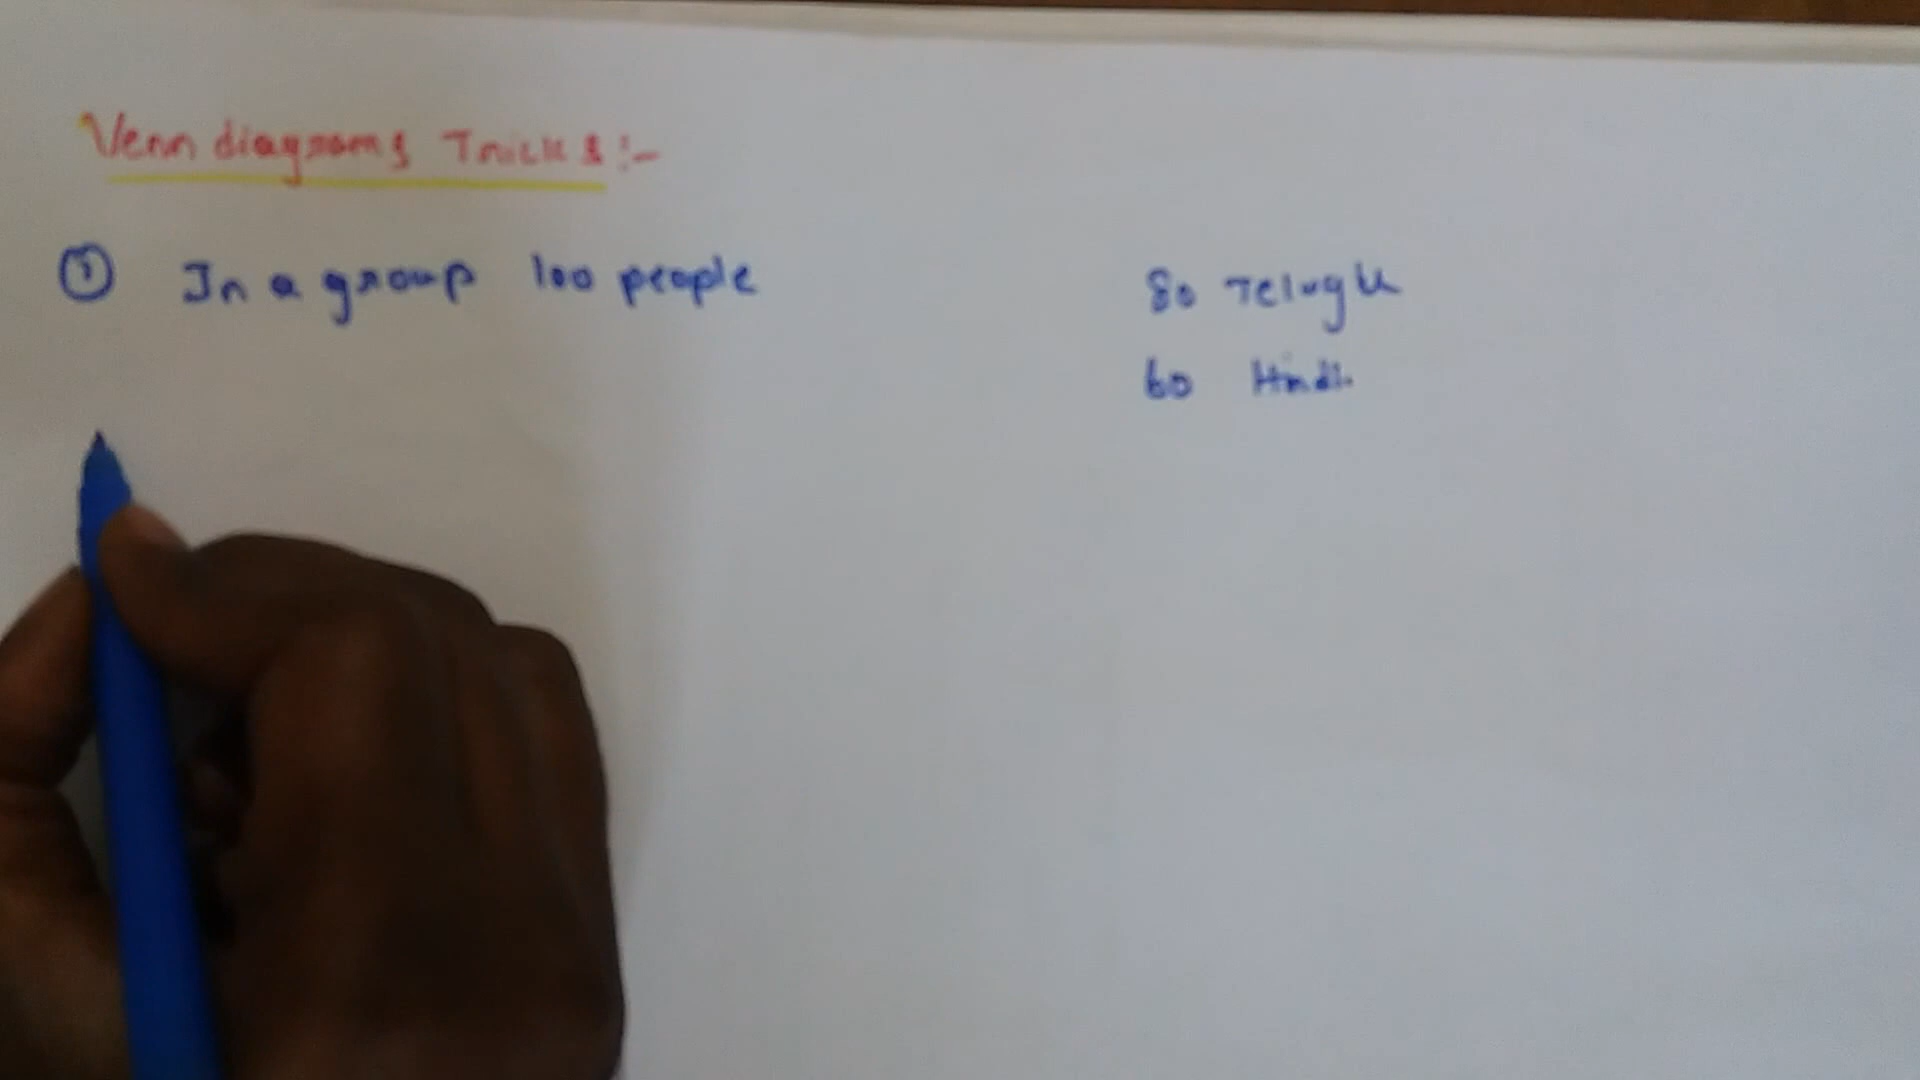 Venn diagrams Tricks:-
① In a group 100 people
80 Telugu
60 Hindi